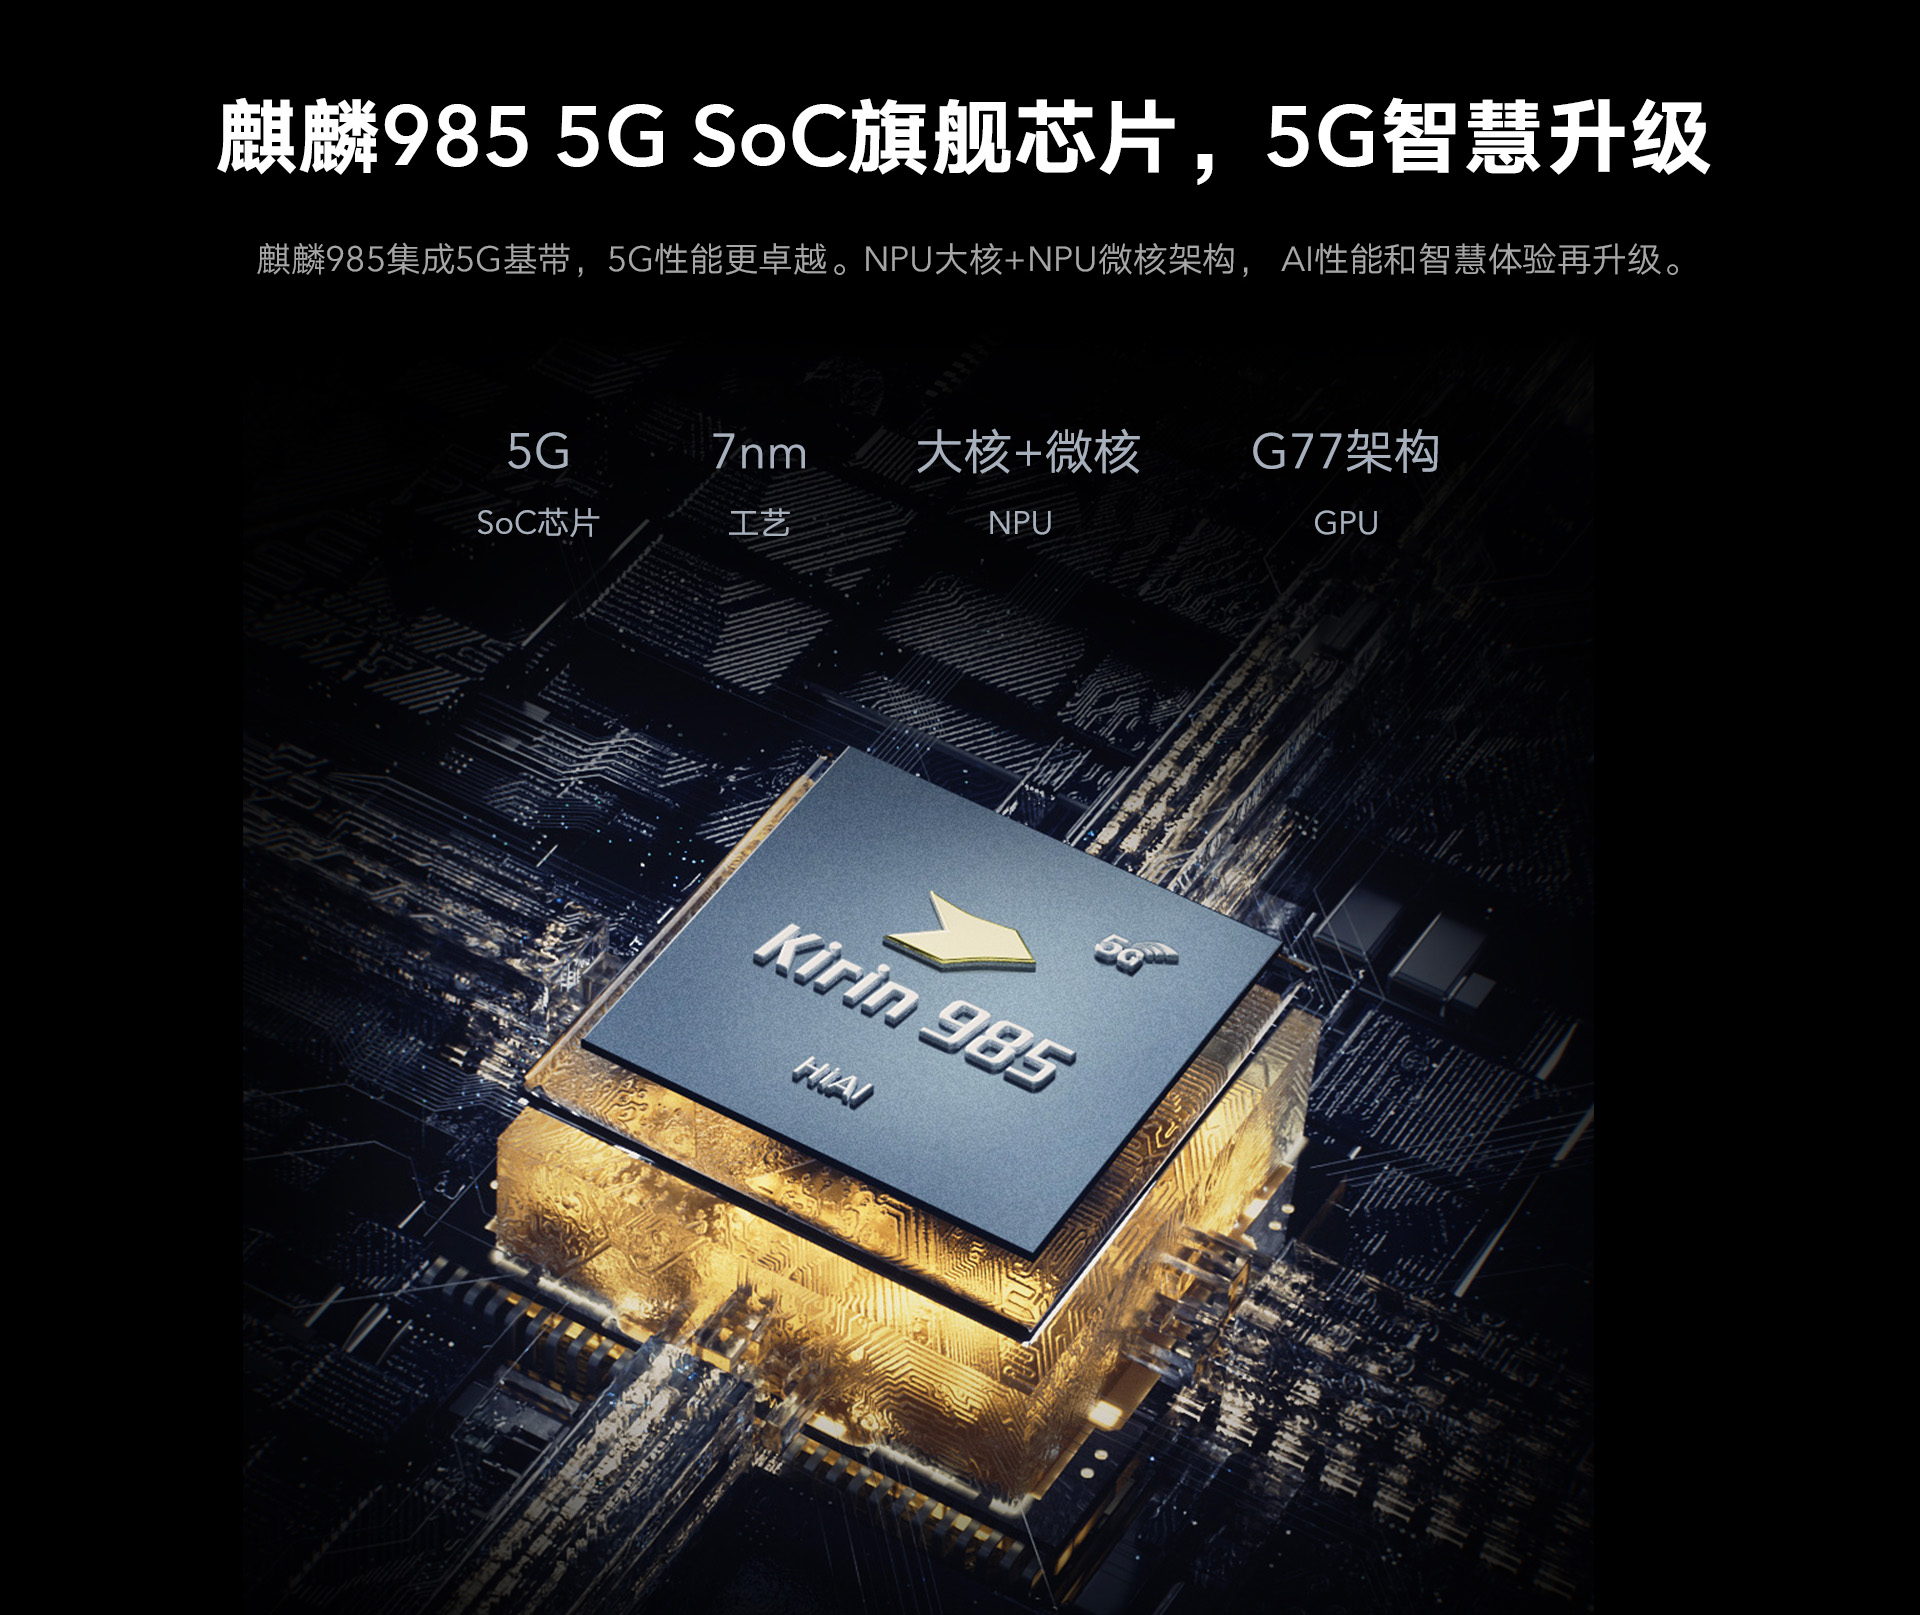 麒麟985 5G SoC旗舰芯片，5G智慧升级
麒麟985集成5G基带，5G性能更卓越。NPU大核+NPU微核架构， AI性能和智慧体验再升级。
5G 7nm 大核+微核 G77架构
SoC芯片 工艺 NPU GPU
5G
Kirin 985
HiAI